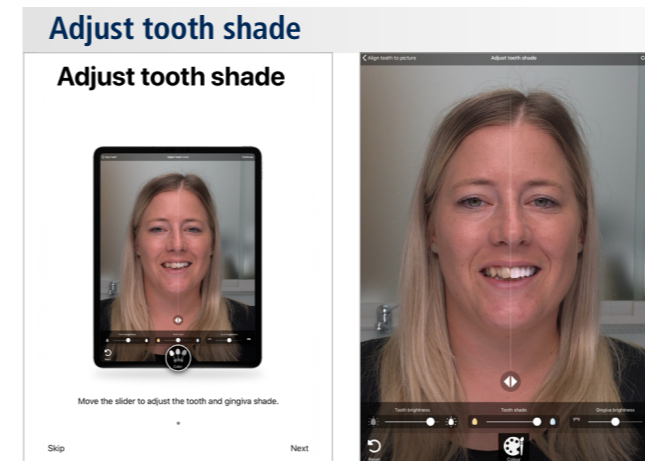 Adjust tooth shade
Adjust tooth shade
Move the slider to adjust the tooth and gingiva shade.
Skip
Next
Align teeth to picture
Adjust tooth shade
Tooth brightness
Tooth shade
Gingiva brightness
Reset
Colour